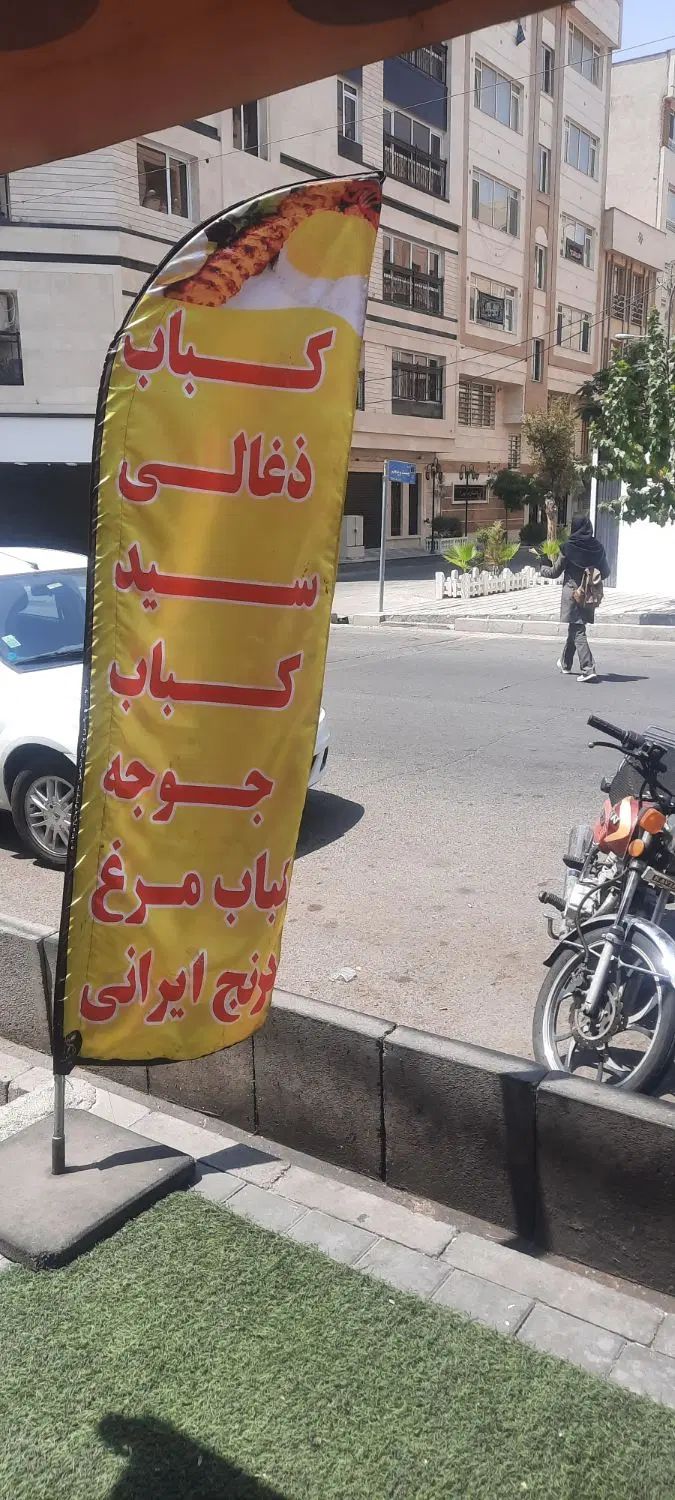 کباب
ذغالی
سید
کباب
جوجه
کباب مرغ
برنج ایرانی